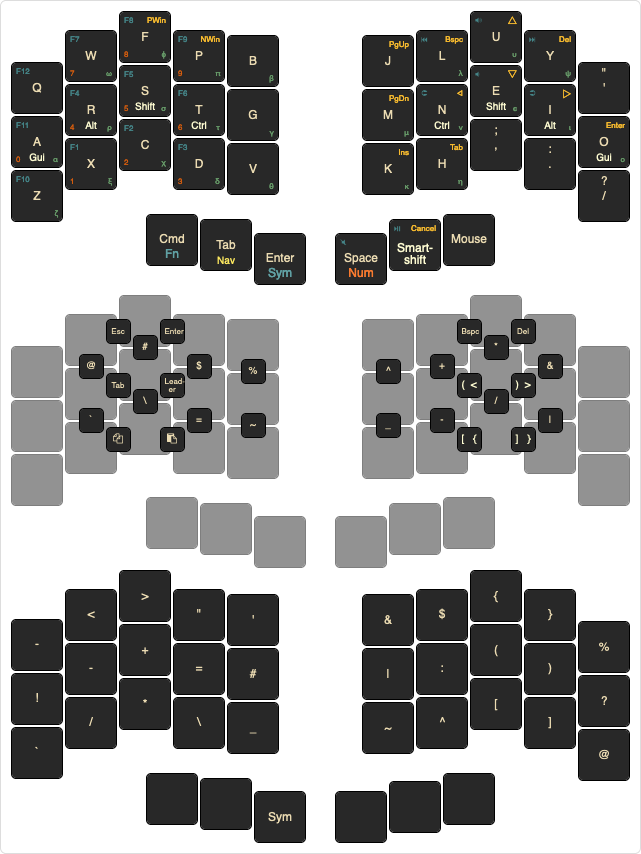 F12
Q
F7
W
7 ω
F8 PWin
F
8 φ
F9 NWin
P
9 π
B
β
PgUp
J
Bspc
L
λ
U
υ
Del
Y
ψ
"
'
F11
A
0 Gui α
F4
R
4 Alt ρ
F5
S
5 Shift σ
F6
T
6 Ctrl τ
G
γ
PgDn
M
μ
N
Ctrl ν
E
Shift ε
I
Alt ι
Enter
O
Gui ο
F10
Z
ζ
F1
X
1 ξ
F2
C
2 χ
F3
D
3 δ
V
θ
Ins
K
κ
Tab
H
η
;
,
:
.
?
/
Cmd
Fn
Tab
Nav
Enter
Sym
Space
Num
Cancel
Smart-
shift
Mouse
Esc
Enter
#
@
$
%
Tab
Lead-
er
\
`
=
~
Bspc
Del
*
^
+
&
( <
) >
/
_
-
|
[ {
] }
-
<
>
"
'
&
$
{
}
%
!
-
+
=
#
|
:
(
)
?
`
/
*
\
_
~
^
[
]
@
Sym